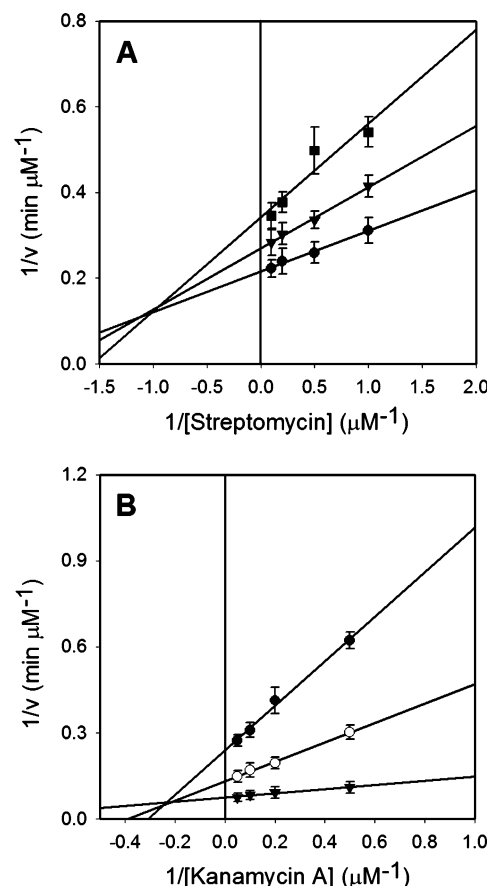 A
0.8
0.6
0.4
0.2
0.0
1/v (min μM-1)
-1.5 -1.0 -0.5 0.0 0.5 1.0 1.5 2.0
1/[Streptomycin] (μM-1)
B
1.2
0.9
0.6
0.3
0.0
1/v (min μM-1)
-0.4 -0.2 0.0 0.2 0.4 0.6 0.8 1.0
1/[Kanamycin A] (μM-1)